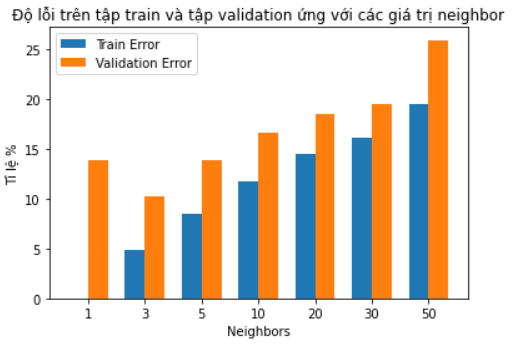 Độ lỗi trên tập train và tập validation ứng với các giá trị neighbor
Train Error
Validation Error
Tỉ lệ %
25
20
15
10
5
0
1 3 5 10 20 30 50
Neighbors